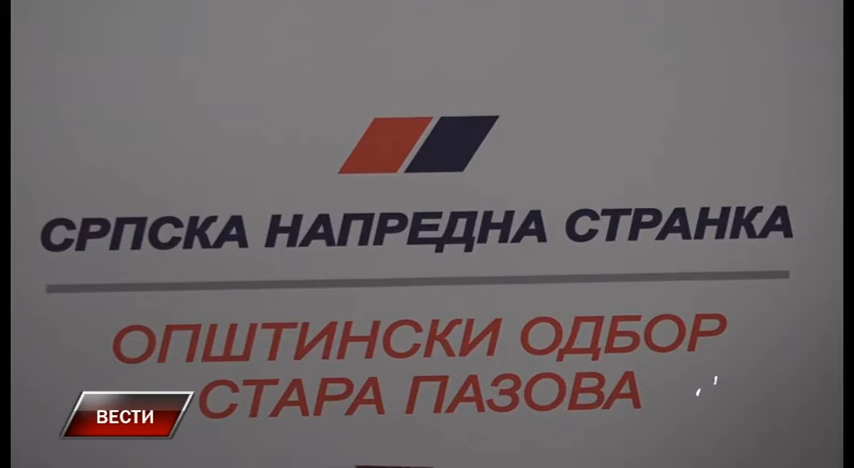 СРПСКА НАПРЕДНА СТРАНКА
ОПШТИНСКИ ОДБОР
СТАРА ПАЗОВА
ВЕСТИ